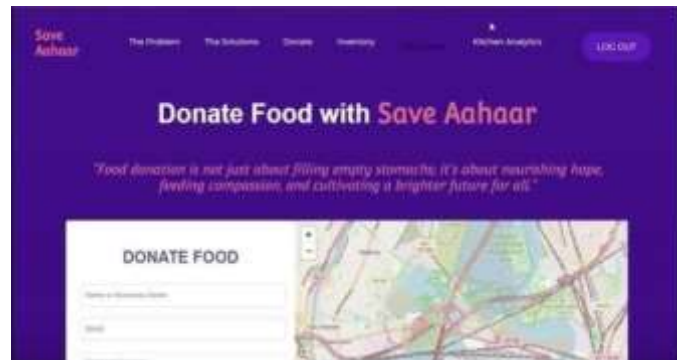 Save
Aahaar
The Problem
The Solutions
Donate
Inventory
Kitchen Analytics
LOG OUT
Donate Food with Save Aahaar
"Food donation is not just about filling empty stomachs; it's about nourishing hope,
feeding compassion, and cultivating a brighter future for all."
+
−
DONATE FOOD
Email